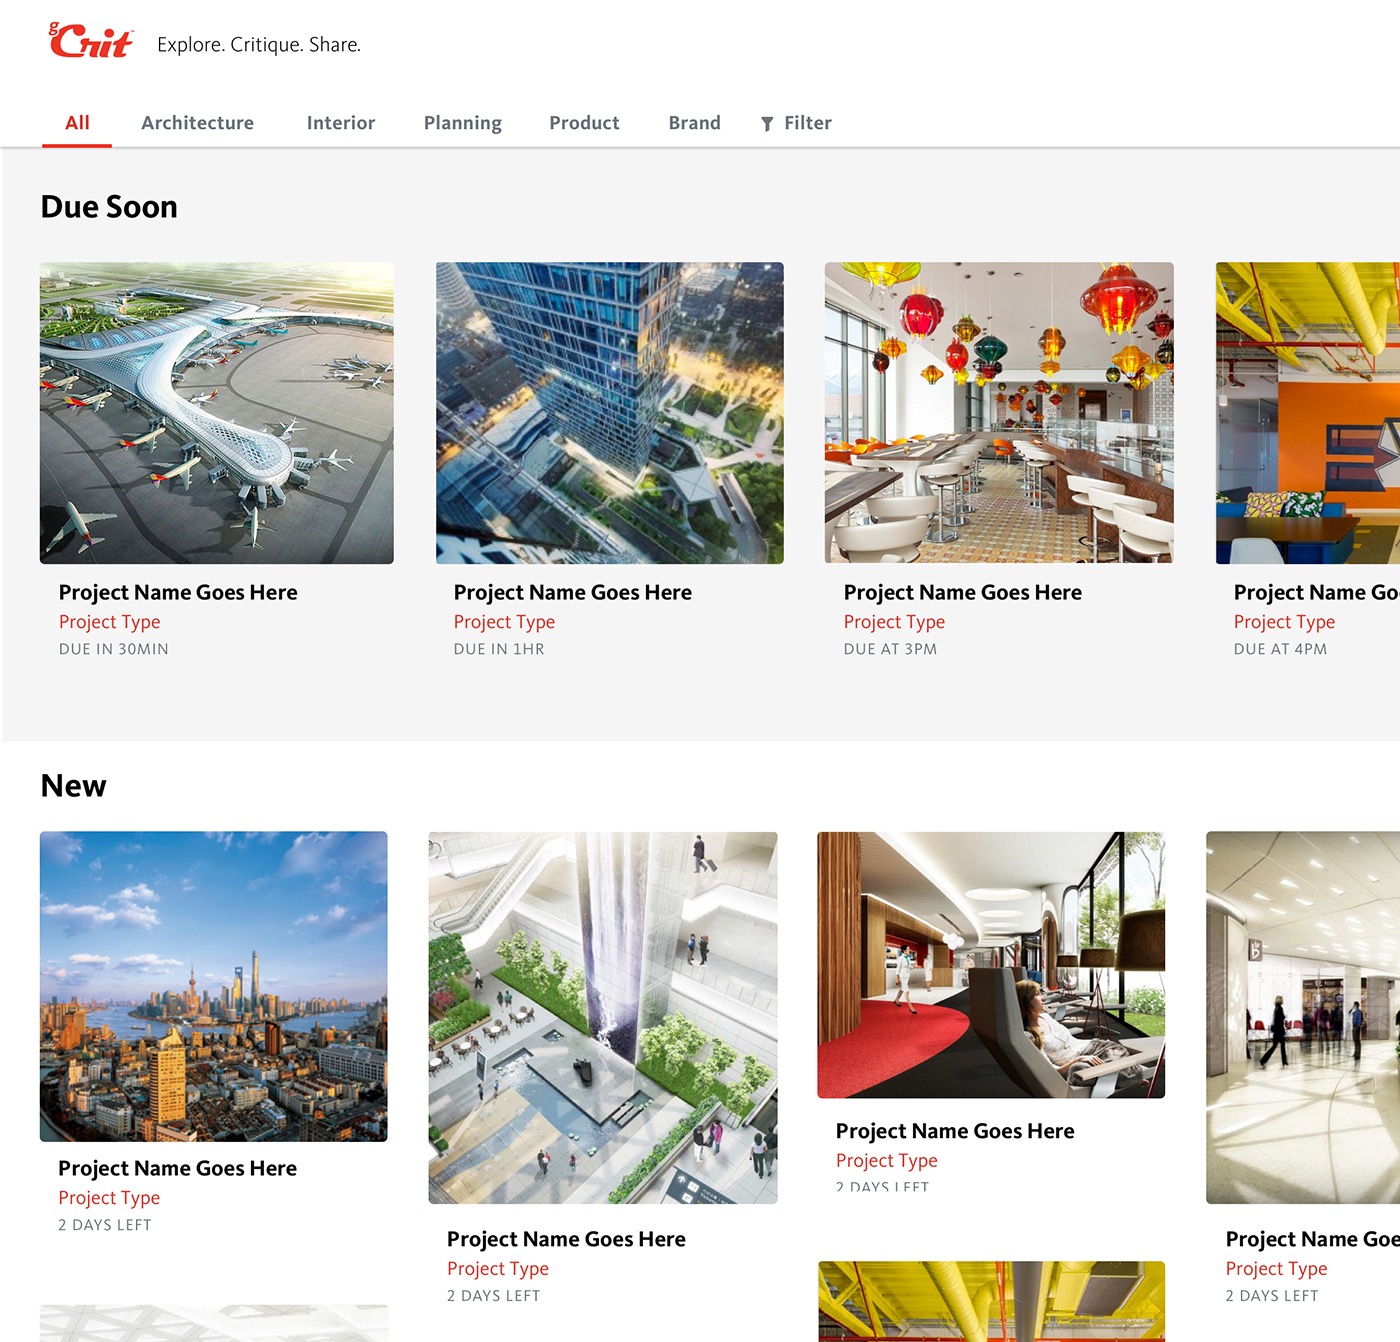 gCrit
Explore. Critique. Share.
All Architecture Interior Planning Product Brand Filter
Due Soon
Project Name Goes Here
Project Type
DUE IN 30MIN
Project Name Goes Here
Project Type
DUE IN 1HR
Project Name Goes Here
Project Type
DUE AT 3PM
Project Name Go
Project Type
DUE AT 4PM
New
Project Name Goes Here
Project Type
2 DAYS LEFT
Project Name Goes Here
Project Type
2 DAYS LEFT
Project Name Goes Here
Project Type
2 DAYS LEFT
Project Name Goe
Project Type
2 DAYS LEFT